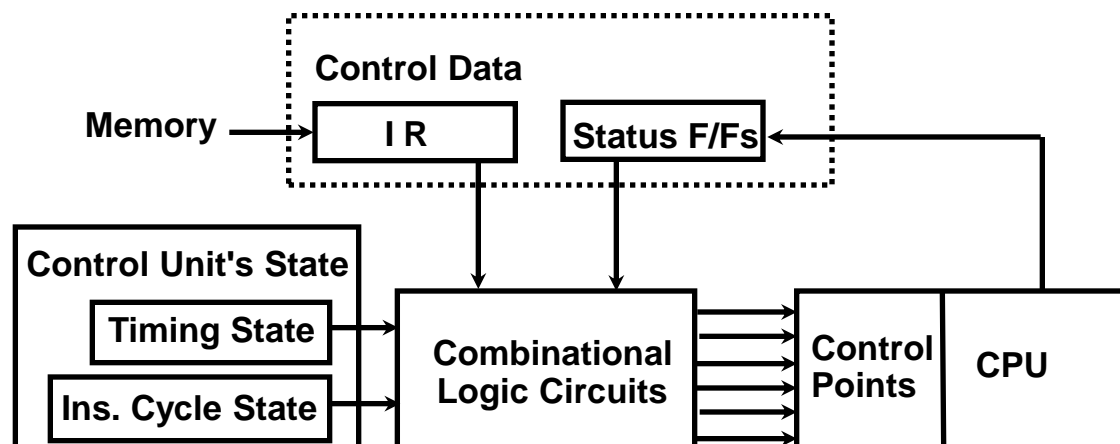 Control Data
Memory
I R
Status F/Fs
Control Unit's State
Timing State
Ins. Cycle State
Combinational
Logic Circuits
Control
Points
CPU